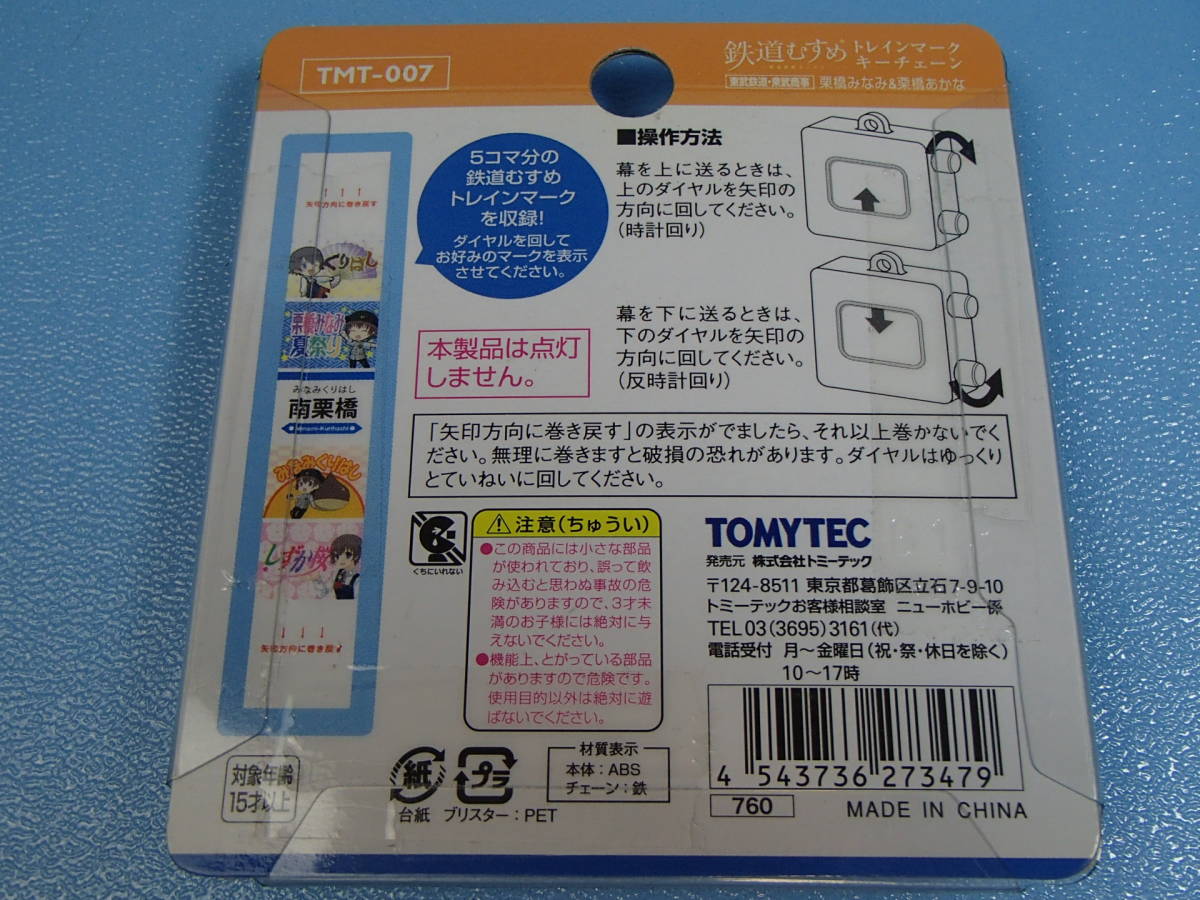 TMT-007
鉄道むすめ トレインマーク
キーチェーン
東武鉄道・東武商事 栗橋みなみ&栗橋あかな
矢印方向に巻き戻す
くりはし
栗橋みなみ
夏祭り
みなみくりはし
南栗橋
Minami-Kurihashi
みなみくりはし
しずか桜
矢印方向に巻き戻す
5コマ分の
鉄道むすめ
トレインマーク
を収録!
ダイヤルを回して
お好みのマークを表示
させてください。
本製品は点灯
しません。
■操作方法
幕を上に送るときは、
上のダイヤルを矢印の
方向に回してください。
(時計回り)
幕を下に送るときは、
下のダイヤルを矢印の
方向に回してください。
(反時計回り)
「矢印方向に巻き戻す」の表示がでましたら、それ以上巻かないでく
ださい。無理に巻きますと破損の恐れがあります。ダイヤルはゆっくり
とていねいに回してください。
くちにいれない
注意(ちゅうい)
●この商品には小さな部品
が使われており、誤って飲
み込むと思わぬ事故の危
険がありますので、3才未
満のお子様には絶対に与
えないでください。
●機能上、とがっている部品
がありますので危険です。
使用目的以外は絶対に遊
ばないでください。
TOMYTEC
発売元 株式会社トミーテック
〒124-8511 東京都葛飾区立石7-9-10
トミーテックお客様相談室 ニューホビー係
TEL 03(3695)3161(代)
電話受付 月〜金曜日(祝・祭・休日を除く)
10〜17時
4 543736 273479
760
MADE IN CHINA
対象年齢
15才以上
紙
プラ
台紙 ブリスター:PET
材質表示
本体:ABS
チェーン:鉄